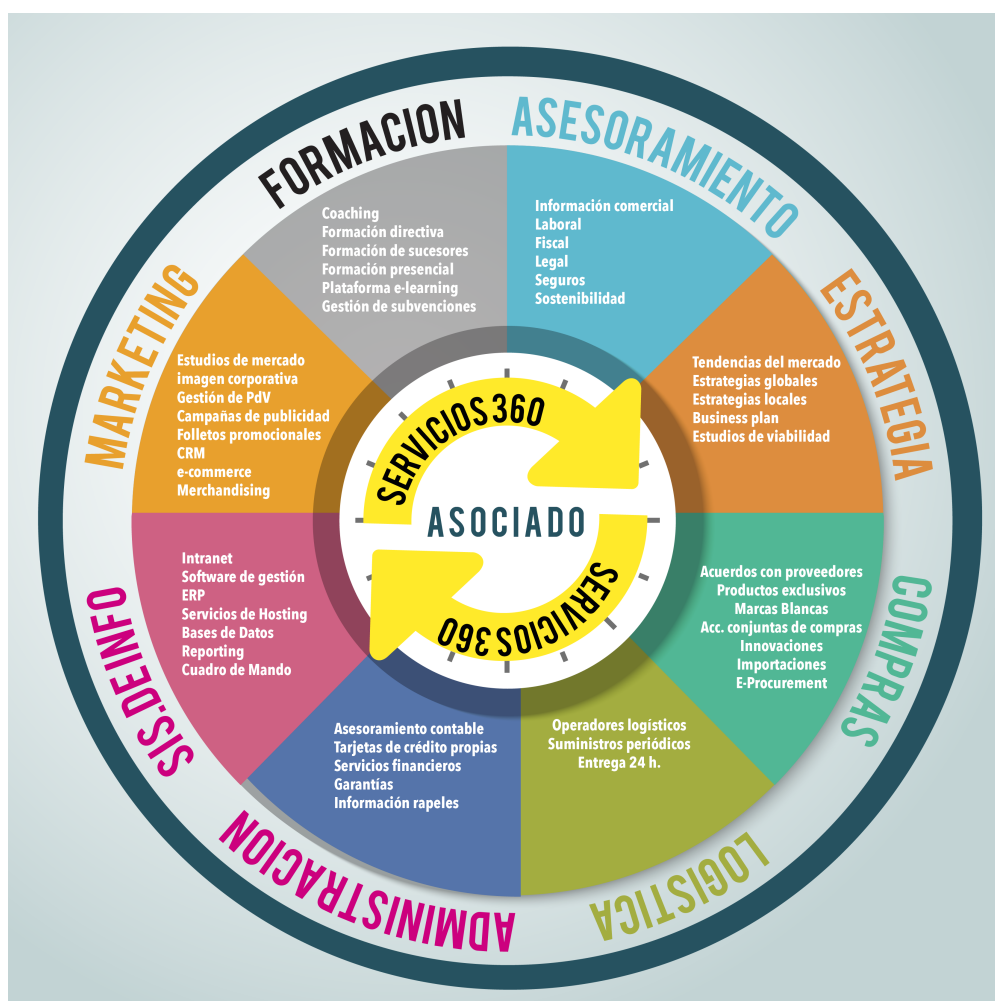 FORMACION
Coaching
Formación directiva
Formación de sucesores
Formación presencial
Plataforma e-learning
Gestión de subvenciones
ASESORAMIENTO
Información comercial
Laboral
Fiscal
Legal
Seguros
Sostenibilidad
ESTRATEGIA
Tendencias del mercado
Estrategias globales
Estrategias locales
Business plan
Estudios de viabilidad
COMPRAS
Acuerdos con proveedores
Productos exclusivos
Marcas Blancas
Acc. conjuntas de compras
Innovaciones
Importaciones
E-Procurement
LOGISTICA
Operadores logísticos
Suministros periódicos
Entrega 24 h.
ADMINISTRACION
Asesoramiento contable
Tarjetas de crédito propias
Servicios financieros
Garantías
Información rapeles
SIS.DE INFO
Intranet
Software de gestión
ERP
Servicios de Hosting
Bases de Datos
Reporting
Cuadro de Mando
MARKETING
Estudios de mercado
imagen corporativa
Gestión de PdV
Campañas de publicidad
Folletos promocionales
CRM
e-commerce
Merchandising
SERVICIOS 360
ASOCIADO
SERVICIOS 360